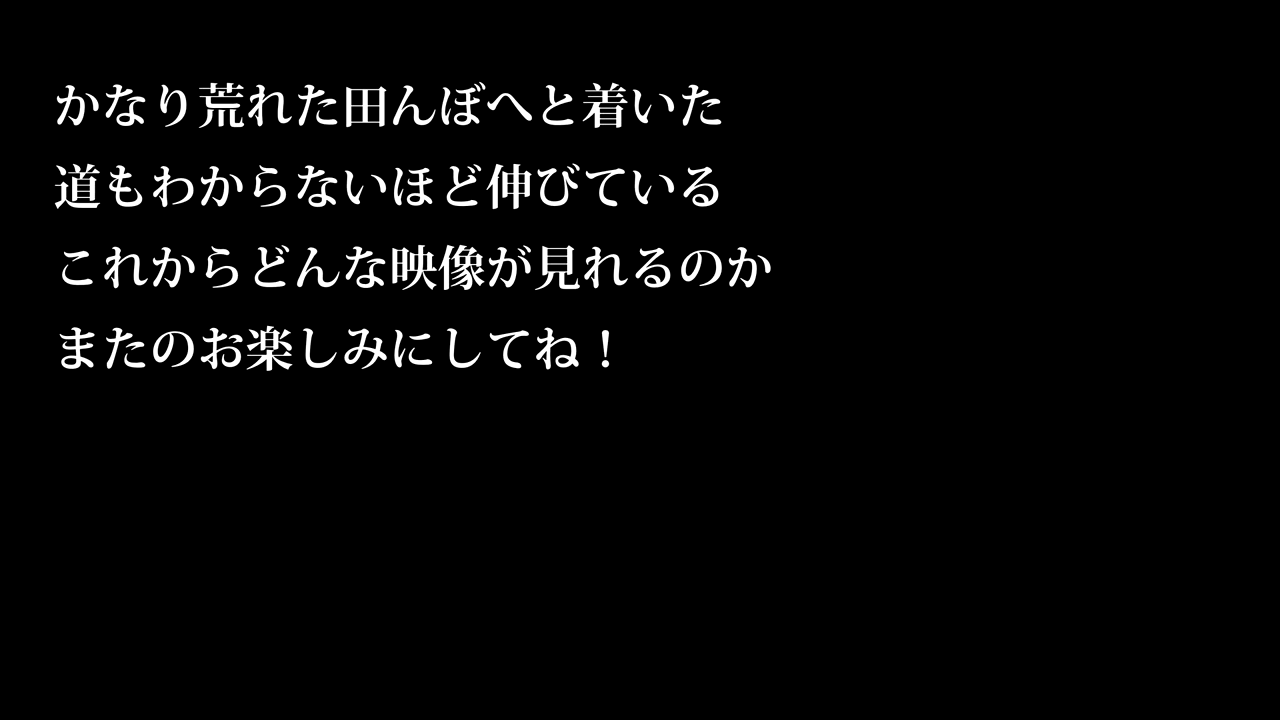 かなり荒れた田んぼへと着いた
道もわからないほど伸びている
これからどんな映像が見れるのか
またのお楽しみにしてね！